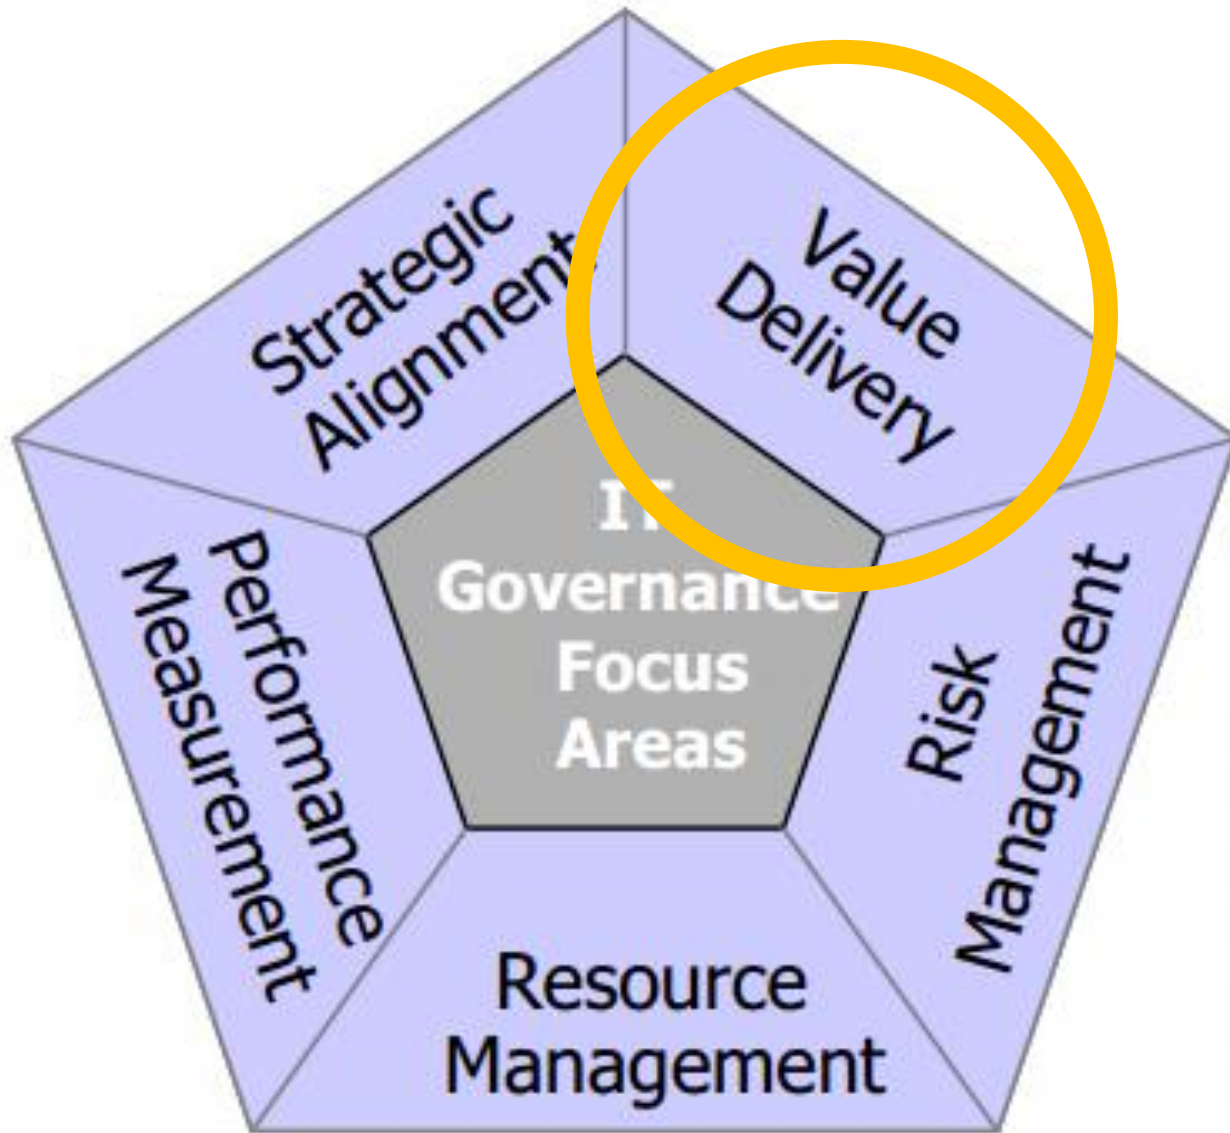 Strategic
Alignment
Value
Delivery
IT
Governance
Focus
Areas
Performance
Measurement
Risk
Management
Resource
Management